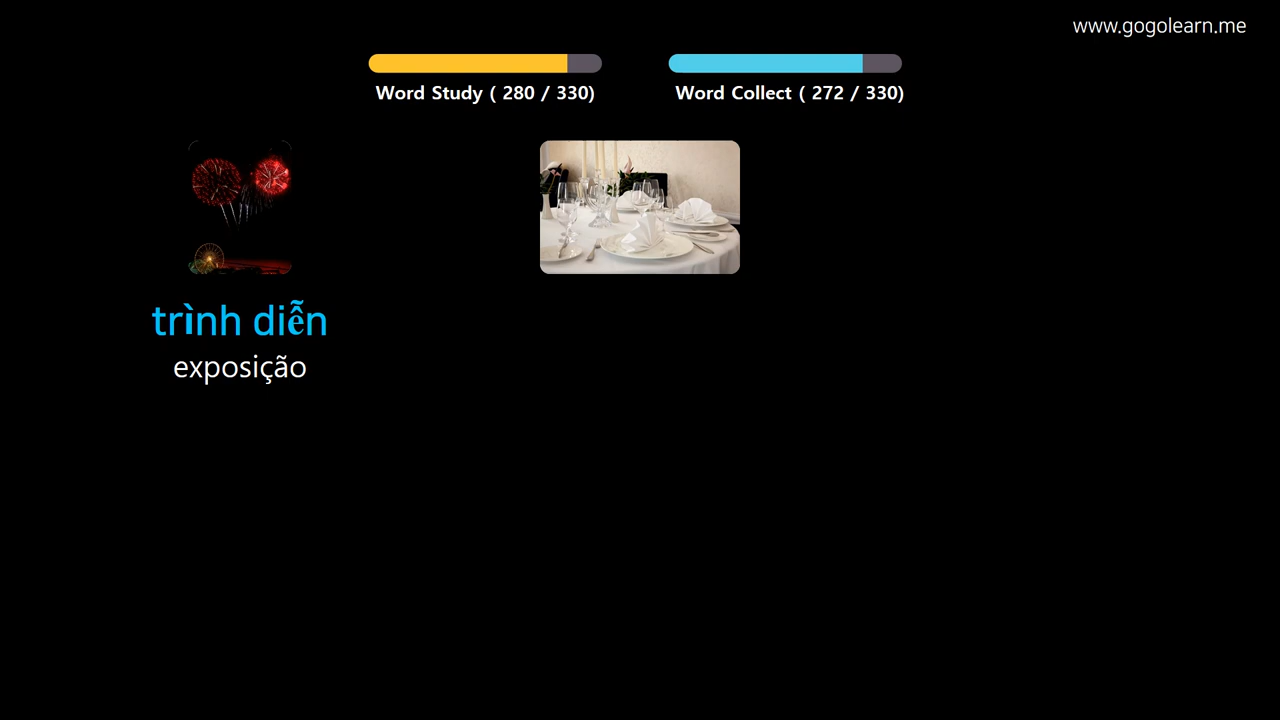 www.gogolearn.me
Word Study ( 280 / 330)
Word Collect ( 272 / 330)
trình diễn
exposição